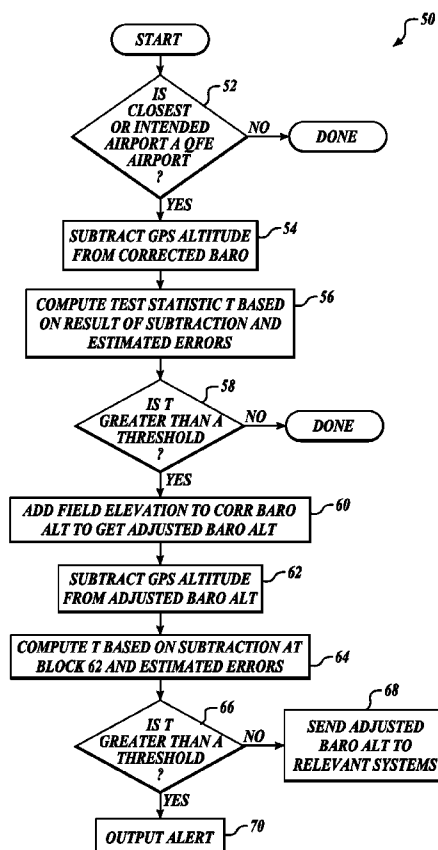 START
50
IS
CLOSEST
OR INTENDED
AIRPORT A QFE
AIRPORT
?
52
NO
DONE
YES
SUBTRACT GPS ALTITUDE
FROM CORRECTED BARO
54
COMPUTE TEST STATISTIC T BASED
ON RESULT OF SUBTRACTION AND
ESTIMATED ERRORS
56
IS T
GREATER THAN A
THRESHOLD
?
58
NO
DONE
YES
ADD FIELD ELEVATION TO CORR BARO
ALT TO GET ADJUSTED BARO ALT
60
SUBTRACT GPS ALTITUDE
FROM ADJUSTED BARO ALT
62
COMPUTE T BASED ON SUBTRACTION AT
BLOCK 62 AND ESTIMATED ERRORS
64
IS T
GREATER THAN A
THRESHOLD
?
66
NO
SEND ADJUSTED
BARO ALT TO
RELEVANT SYSTEMS
68
YES
OUTPUT ALERT
70